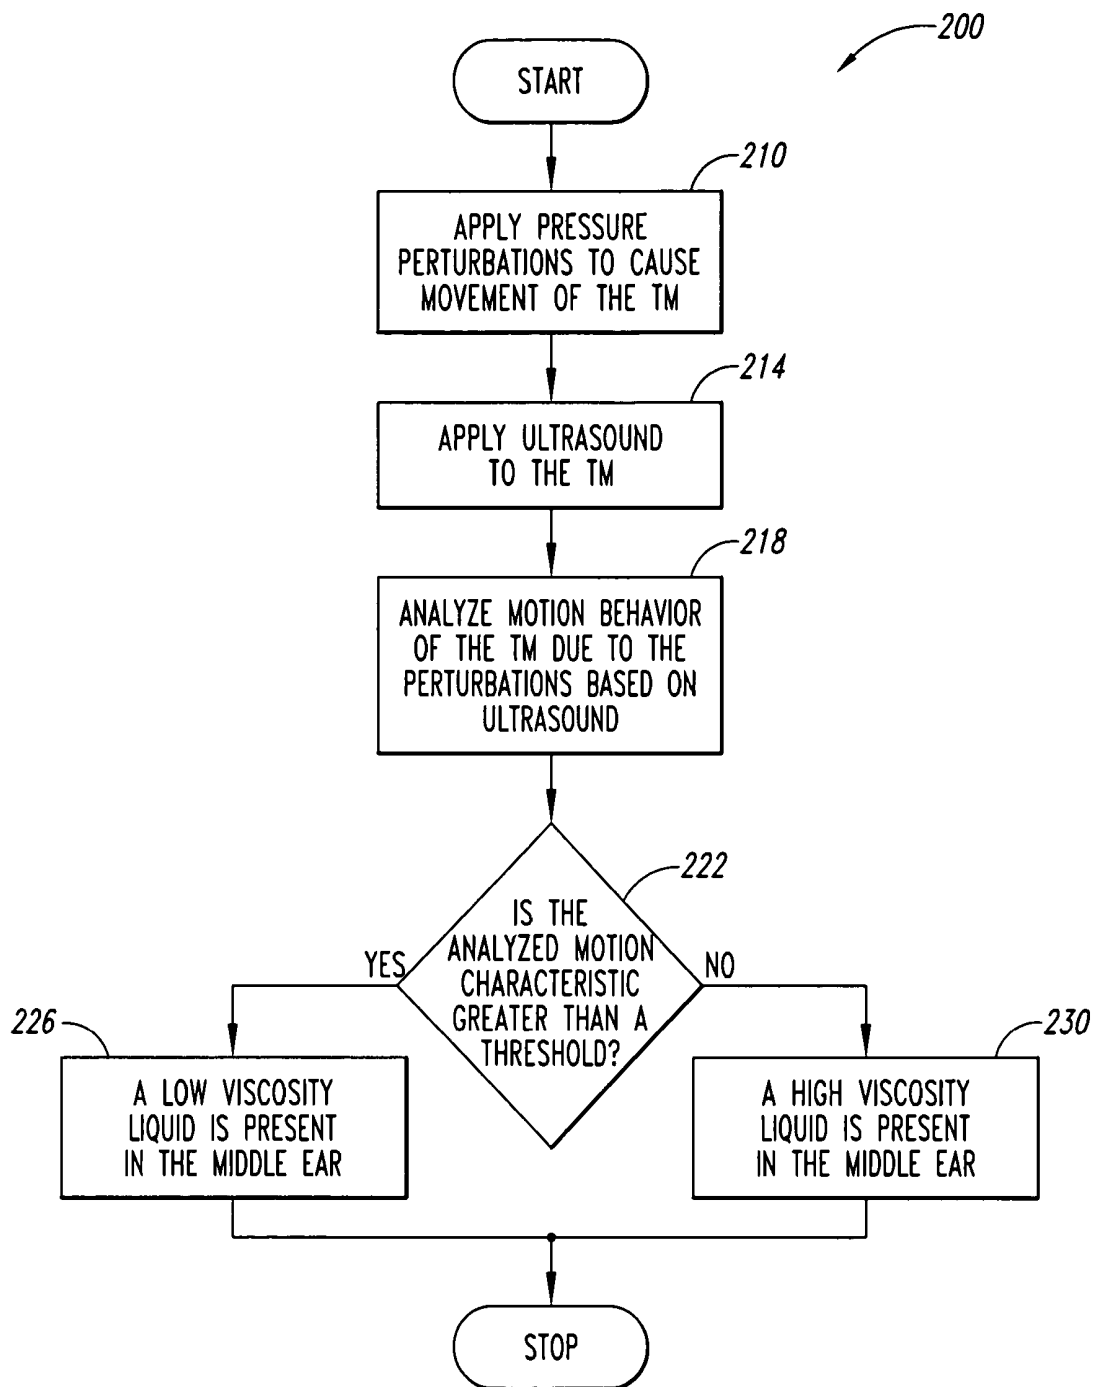 200
START
210
APPLY PRESSURE
PERTURBATIONS TO CAUSE
MOVEMENT OF THE TM
214
APPLY ULTRASOUND
TO THE TM
218
ANALYZE MOTION BEHAVIOR
OF THE TM DUE TO THE
PERTURBATIONS BASED ON
ULTRASOUND
222
IS THE
ANALYZED MOTION
CHARACTERISTIC
GREATER THAN A
THRESHOLD?
YES
NO
226
A LOW VISCOSITY
LIQUID IS PRESENT
IN THE MIDDLE EAR
230
A HIGH VISCOSITY
LIQUID IS PRESENT
IN THE MIDDLE EAR
STOP